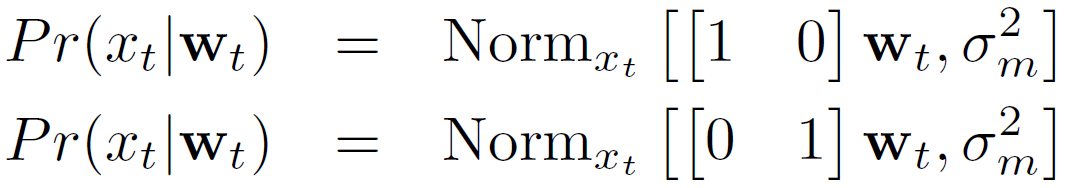 Pr(x_t|𝐰_t) = Norm_{x_t} [[1 0] 𝐰_t, σ_m^2]
Pr(x_t|𝐰_t) = Norm_{x_t} [[0 1] 𝐰_t, σ_m^2]